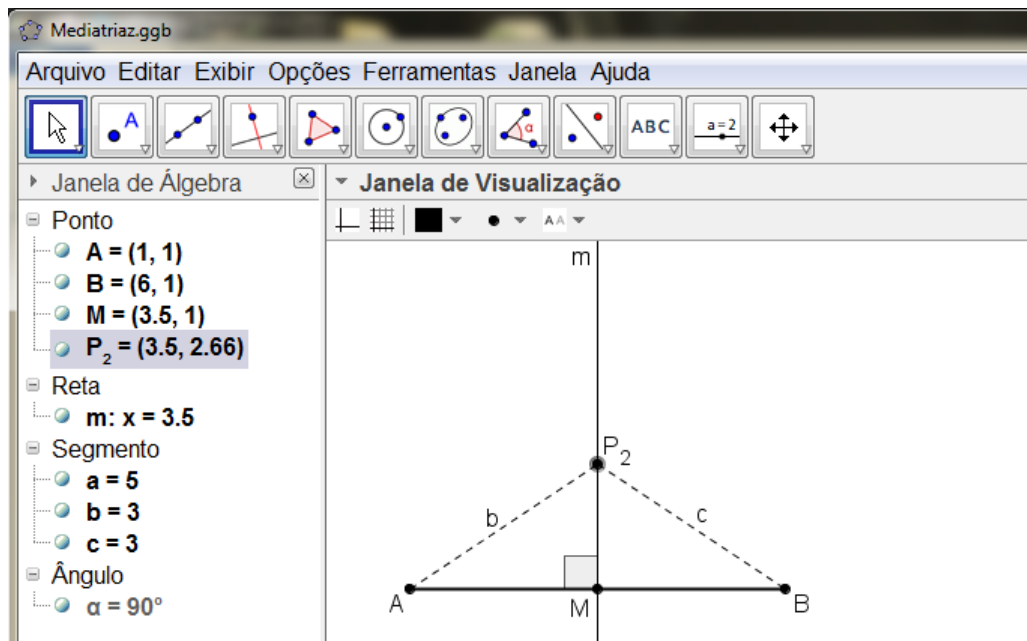 Mediatriaz.ggb
Arquivo Editar Exibir Opções Ferramentas Janela Ajuda
A
α
ABC
a=2
Janela de Álgebra
Janela de Visualização
AA
Ponto
A = (1, 1)
B = (6, 1)
M = (3.5, 1)
P₂ = (3.5, 2.66)
Reta
m: x = 3.5
Segmento
a = 5
b = 3
c = 3
Ângulo
α = 90°
m
P₂
b
c
A
M
B